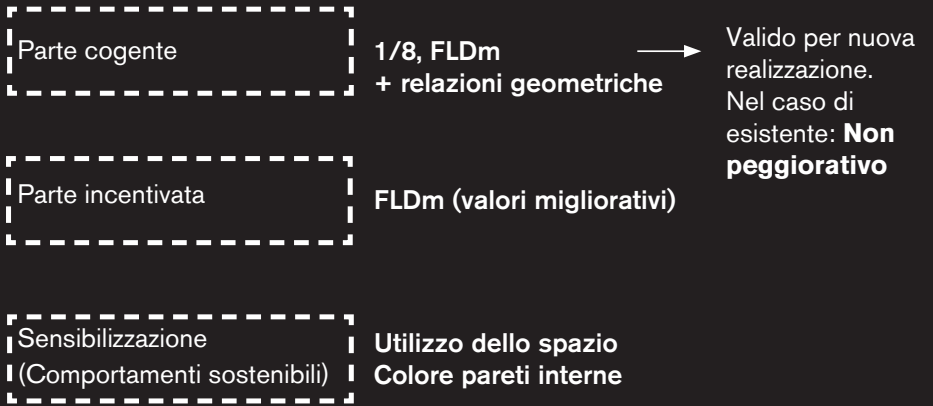 Parte cogente
1/8, FLDm
+ relazioni geometriche
Valido per nuova
realizzazione.
Nel caso di
esistente: Non
peggiorativo
Parte incentivata
FLDm (valori migliorativi)
Sensibilizzazione
(Comportamenti sostenibili)
Utilizzo dello spazio
Colore pareti interne